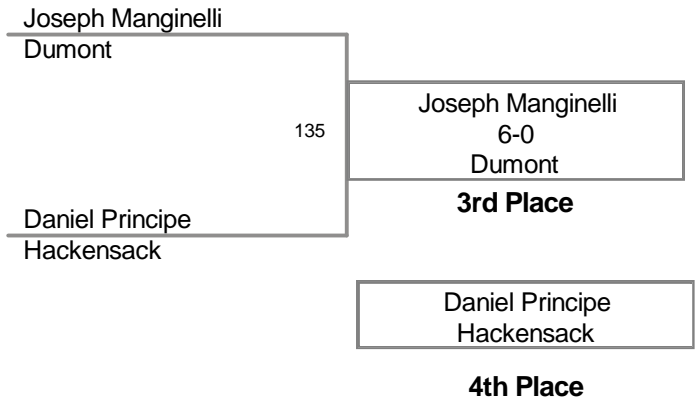 Joseph Manginelli
Dumont
135
Joseph Manginelli
6-0
Dumont
3rd Place
Daniel Principe
Hackensack
Daniel Principe
Hackensack
4th Place